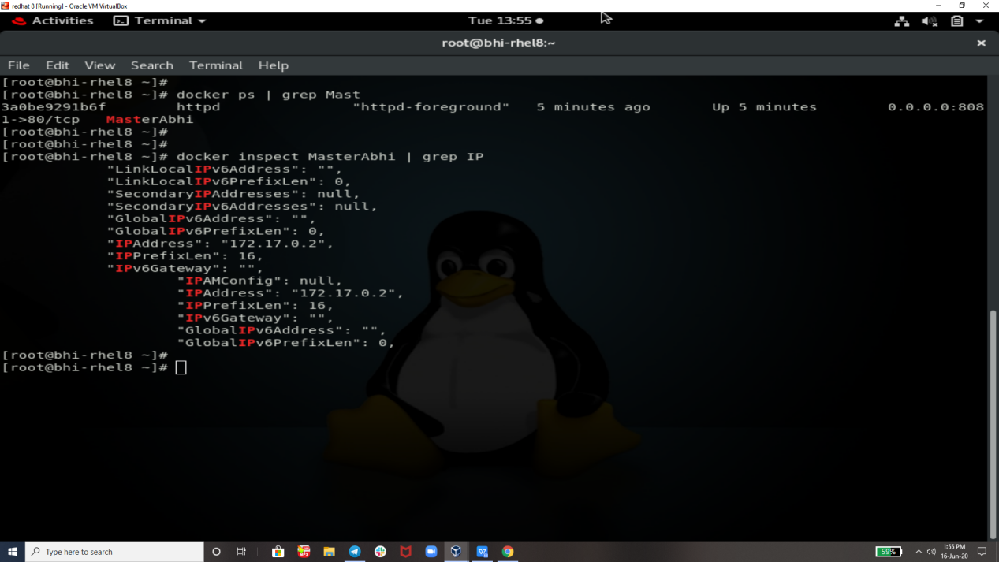 redhat 8 [Running] - Oracle VM VirtualBox
Activities Terminal Tue 13:55
root@bhi-rhel8:~
File Edit View Search Terminal Help
[root@bhi-rhel8 ~]#
[root@bhi-rhel8 ~]# docker ps | grep Mast
3a0be9291b6f httpd "httpd-foreground" 5 minutes ago Up 5 minutes 0.0.0.0:808
1->80/tcp MasterAbhi
[root@bhi-rhel8 ~]#
[root@bhi-rhel8 ~]#
[root@bhi-rhel8 ~]# docker inspect MasterAbhi | grep IP
"LinkLocalIPv6Address": "",
"LinkLocalIPv6PrefixLen": 0,
"SecondaryIPAddresses": null,
"SecondaryIPv6Addresses": null,
"GlobalIPv6Address": "",
"GlobalIPv6PrefixLen": 0,
"IPAddress": "172.17.0.2",
"IPPrefixLen": 16,
"IPv6Gateway": "",
"IPAMConfig": null,
"IPAddress": "172.17.0.2",
"IPPrefixLen": 16,
"IPv6Gateway": "",
"GlobalIPv6Address": "",
"GlobalIPv6PrefixLen": 0,
[root@bhi-rhel8 ~]#
[root@bhi-rhel8 ~]#
Type here to search
59%
1:55 PM
16-Jun-20